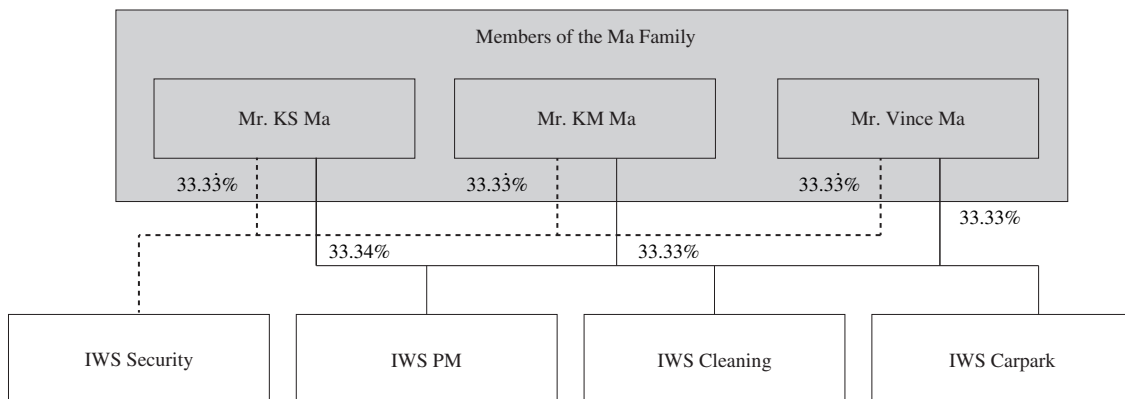 Members of the Ma Family
Mr. KS Ma
Mr. KM Ma
Mr. Vince Ma
33.33̇%
33.33̇%
33.33̇%
33.33%
33.34%
33.33%
IWS Security
IWS PM
IWS Cleaning
IWS Carpark